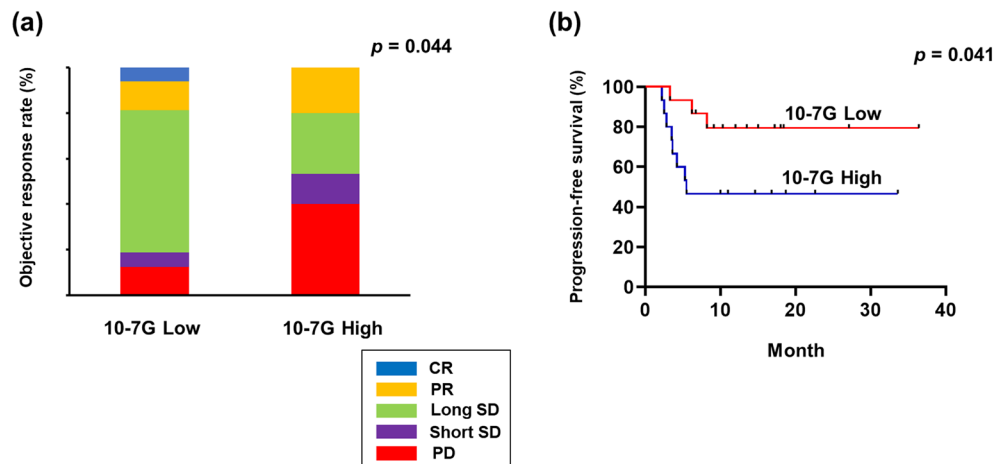 (a)
p = 0.044
Objective response rate (%)
10-7G Low
10-7G High
CR
PR
Long SD
Short SD
PD
(b)
p = 0.041
Progression-free survival (%)
100
80
60
40
20
0
10-7G Low
10-7G High
0 10 20 30 40
Month